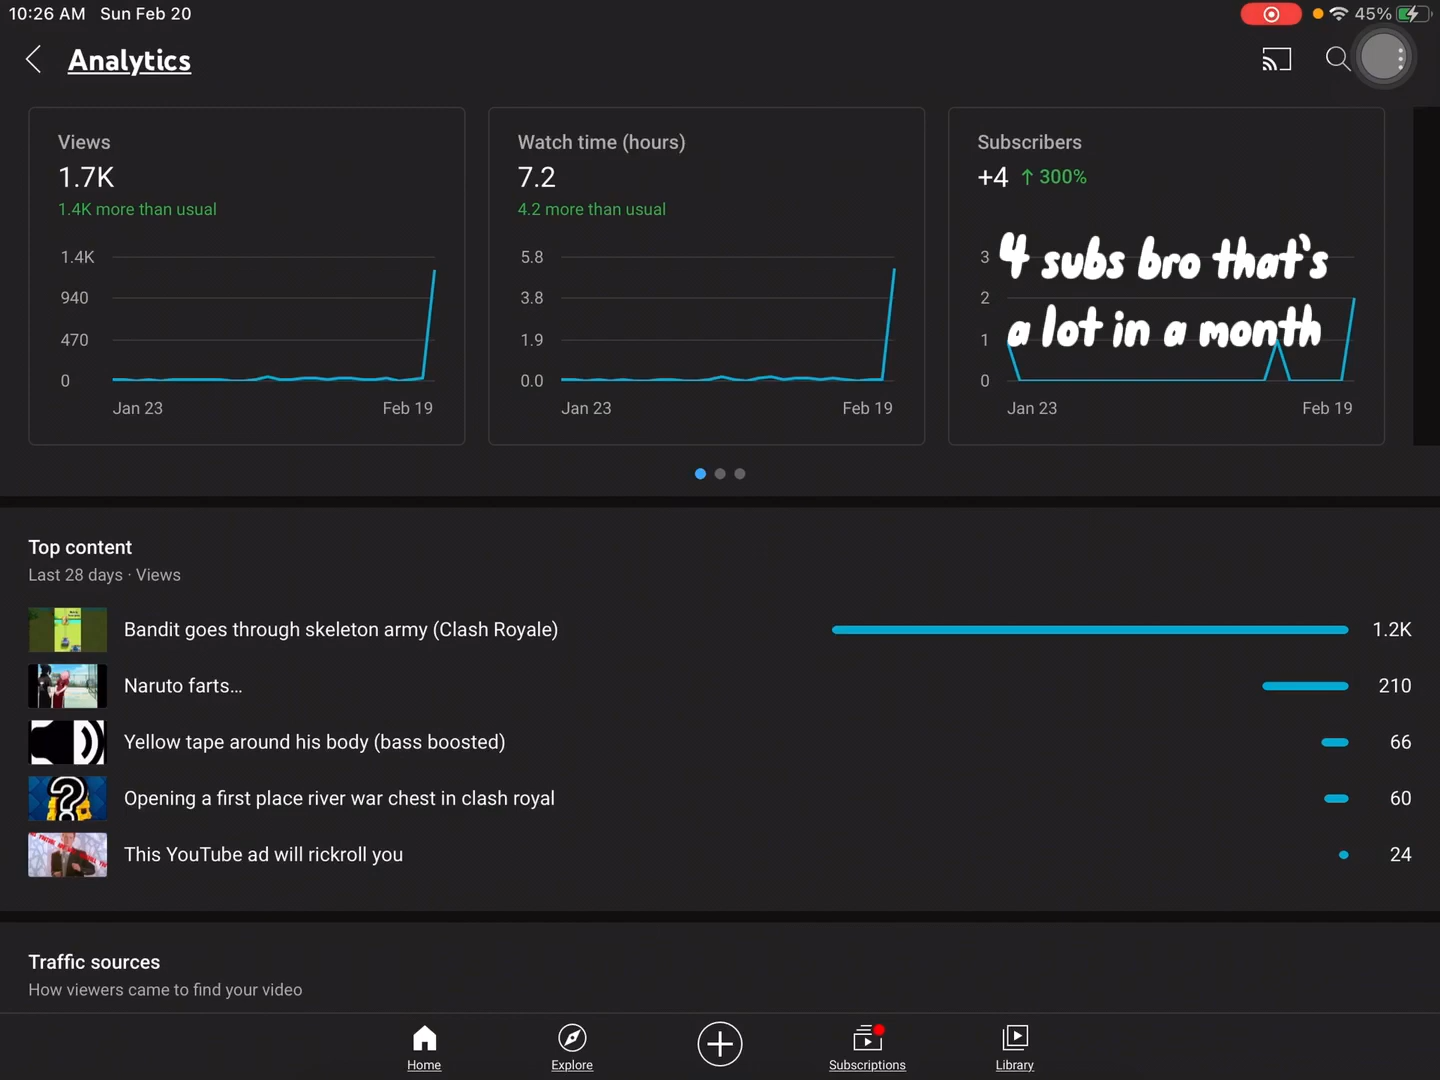 10:26 AM Sun Feb 20
45%
Analytics
Views
1.7K
1.4K more than usual
1.4K
940
470
0
Jan 23
Feb 19
Watch time (hours)
7.2
4.2 more than usual
5.8
3.8
1.9
0.0
Jan 23
Feb 19
Subscribers
+4 ↑ 300%
4 subs bro that's
a lot in a month
3
2
1
0
Jan 23
Feb 19
Top content
Last 28 days · Views
Bandit goes through skeleton army (Clash Royale) 1.2K
Naruto farts... 210
Yellow tape around his body (bass boosted) 66
Opening a first place river war chest in clash royal 60
This YouTube ad will rickroll you 24
Traffic sources
How viewers came to find your video
Home
Explore
Subscriptions
Library